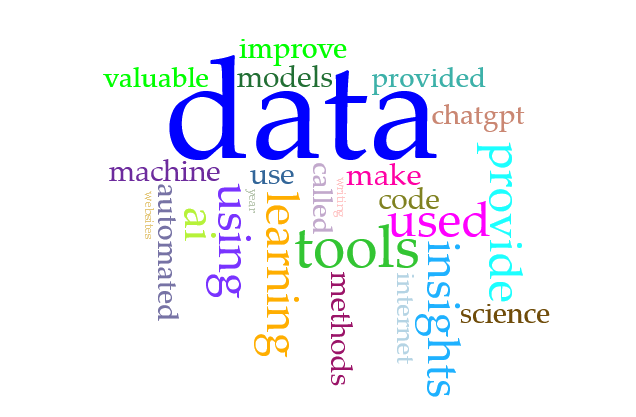 improve
valuable
models
provided
data
chatgpt
machine
use
called
make
provide
writing
code
automated
websites
year
ai
using
learning
used
tools
insights
methods
internet
science